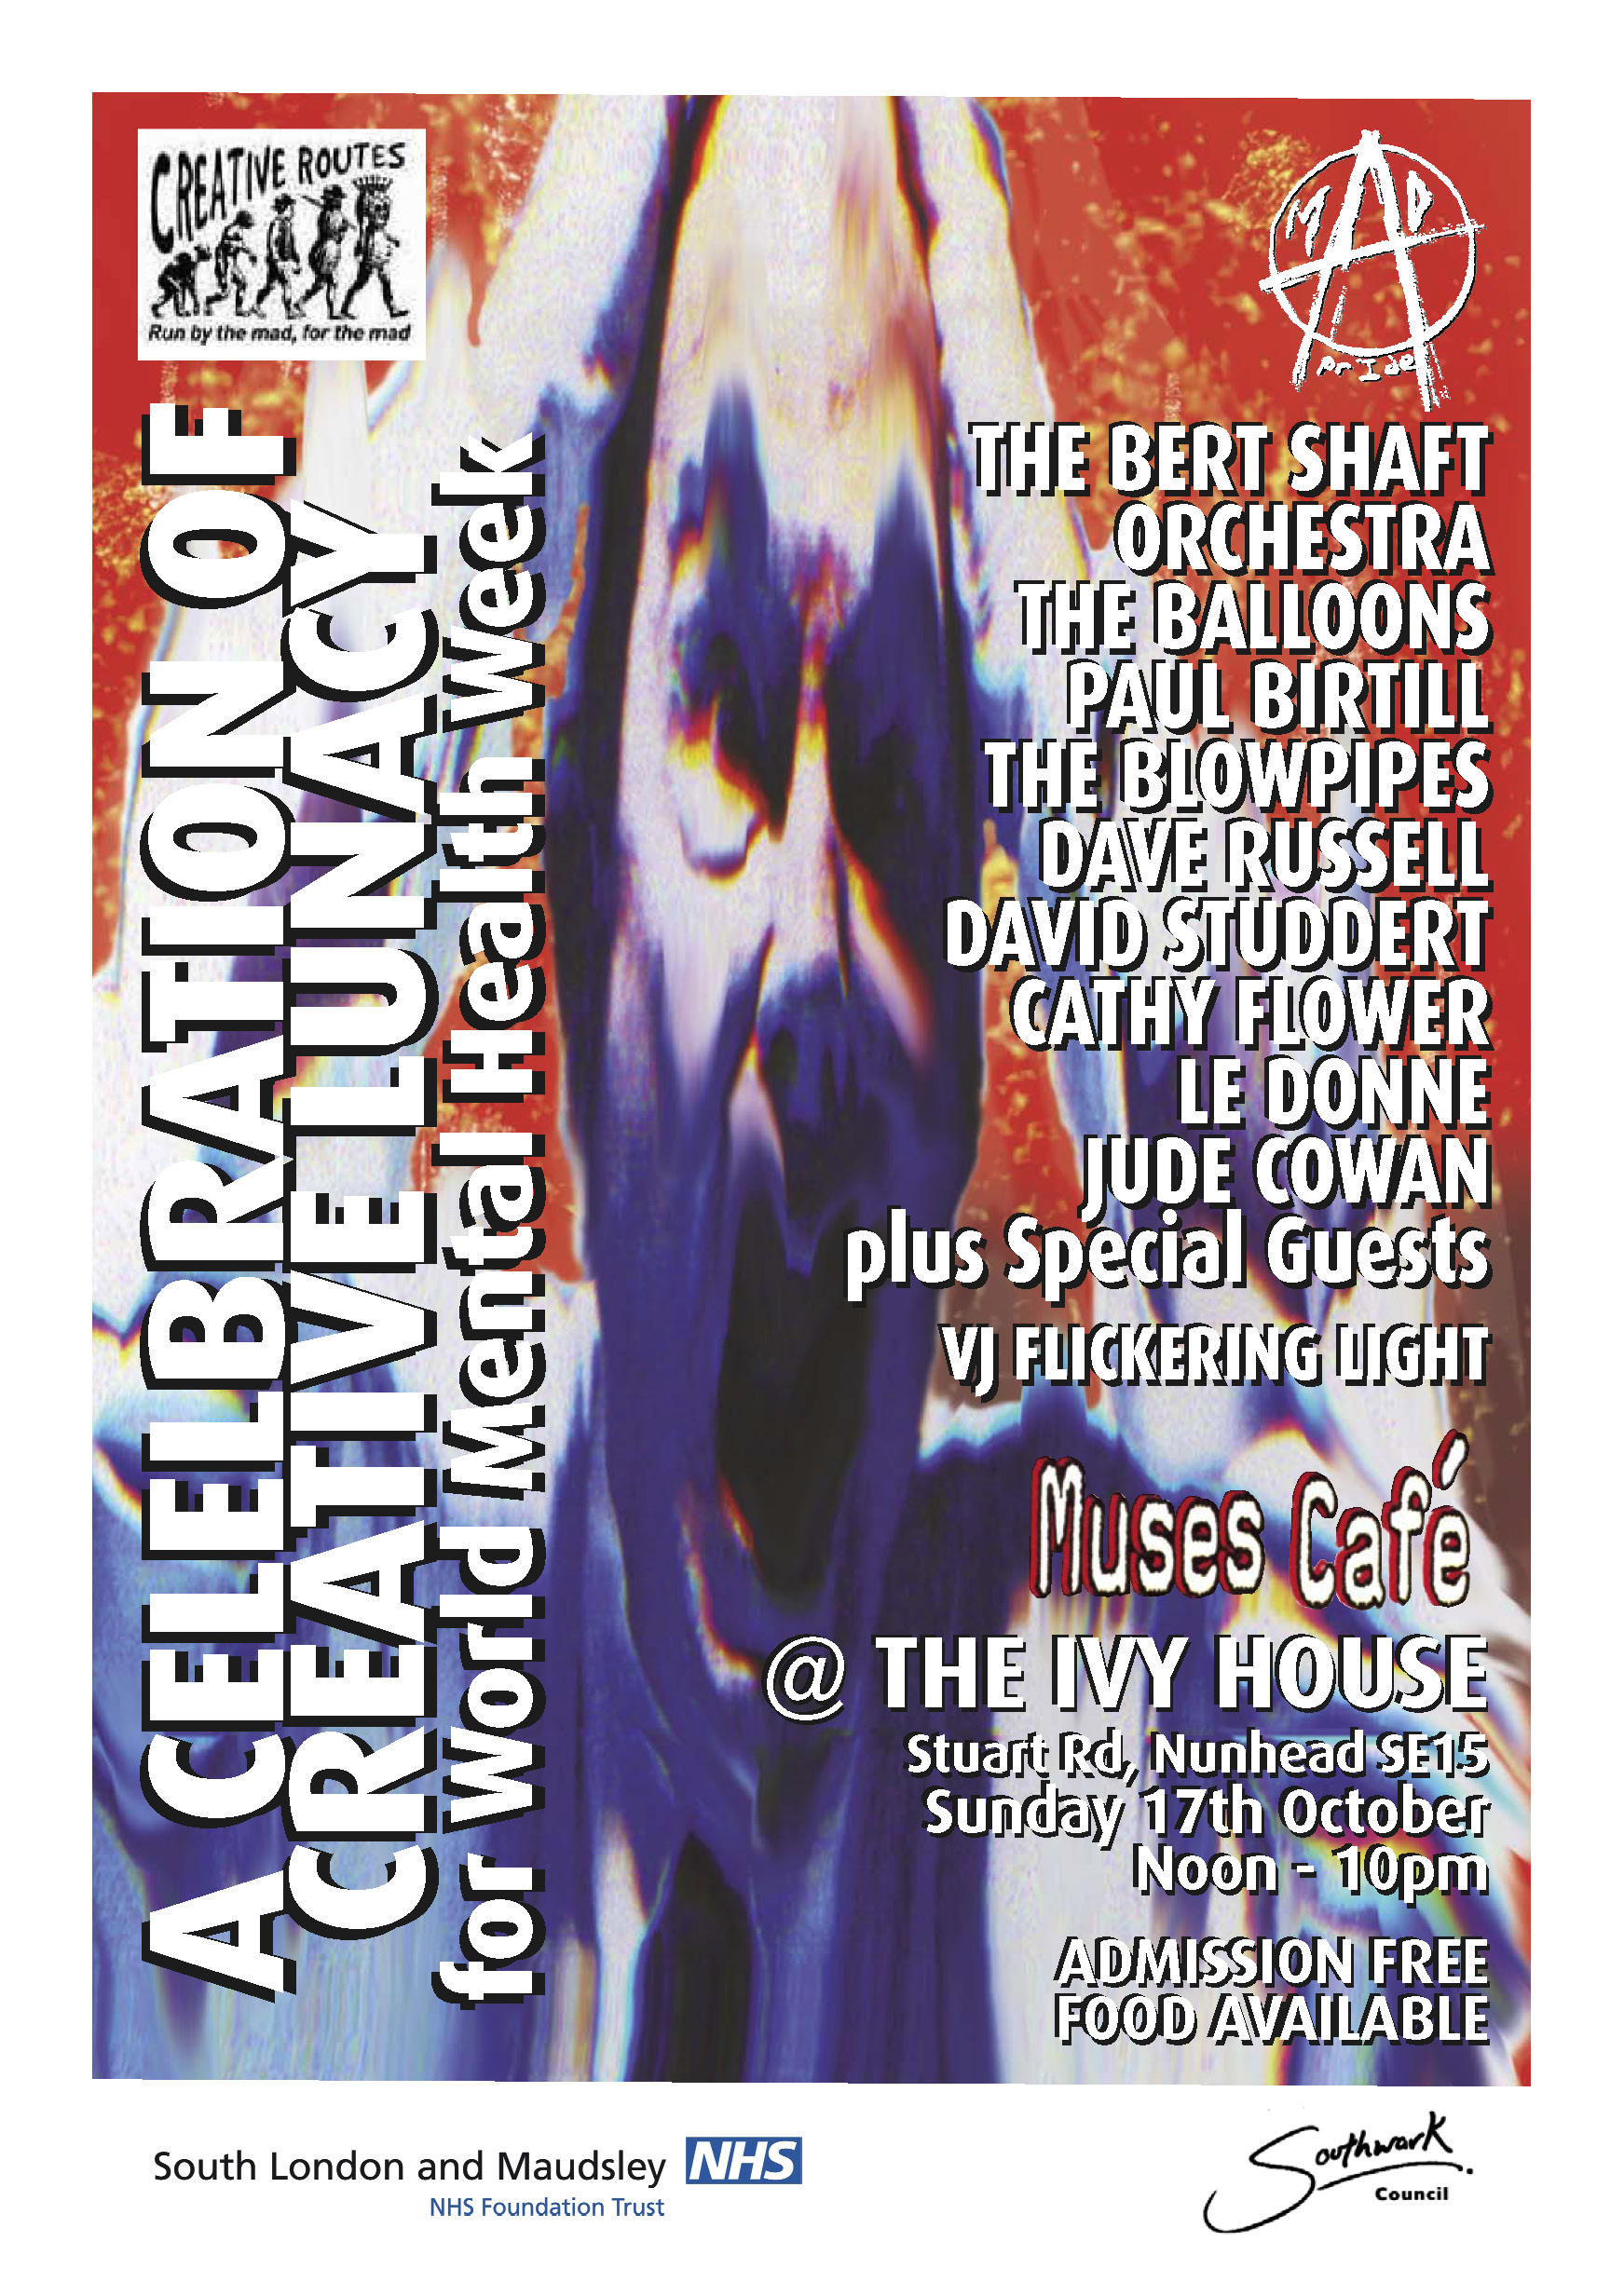 CREATIVE ROUTES
Run by the mad, for the mad
MAD
PrIde
A CELEBRATION OF
CREATIVE LUNACY
for World Mental Health Week
THE BERT SHAFT
ORCHESTRA
THE BALLOONS
PAUL BIRTILL
THE BLOWPIPES
DAVE RUSSELL
DAVID STUDDERT
CATHY FLOWER
LE DONNE
JUDE COWAN
plus Special Guests
VJ FLICKERING LIGHT
Muses Café
@ THE IVY HOUSE
Stuart Rd, Nunhead SE15
Sunday 17th October
Noon - 10pm
ADMISSION FREE
FOOD AVAILABLE
South London and Maudsley NHS
NHS Foundation Trust
Southwark
Council